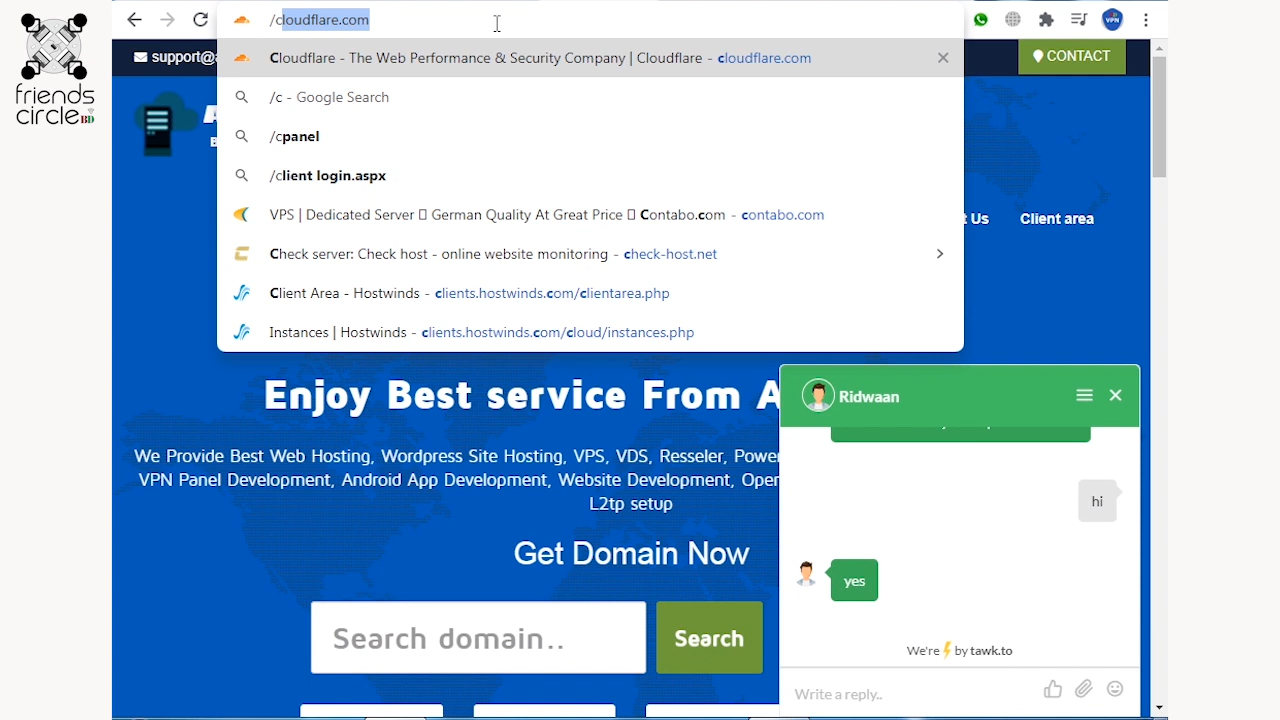 friends
circle BD
/cloudflare.com
VPN
Cloudflare - The Web Performance & Security Company | Cloudflare - cloudflare.com
/c - Google Search
/cpanel
/client login.aspx
VPS | Dedicated Server ▯ German Quality At Great Price ▯ Contabo.com - contabo.com
Check server: Check host - online website monitoring - check-host.net
Client Area - Hostwinds - clients.hostwinds.com/clientarea.php
Instances | Hostwinds - clients.hostwinds.com/cloud/instances.php
support@
CONTACT
Us Client area
Enjoy Best service From A
We Provide Best Web Hosting, Wordpress Site Hosting, VPS, VDS, Resseler, Power
VPN Panel Development, Android App Development, Website Development, Open
L2tp setup
Get Domain Now
Search domain..
Search
Ridwaan
hi
yes
We're by tawk.to
Write a reply..